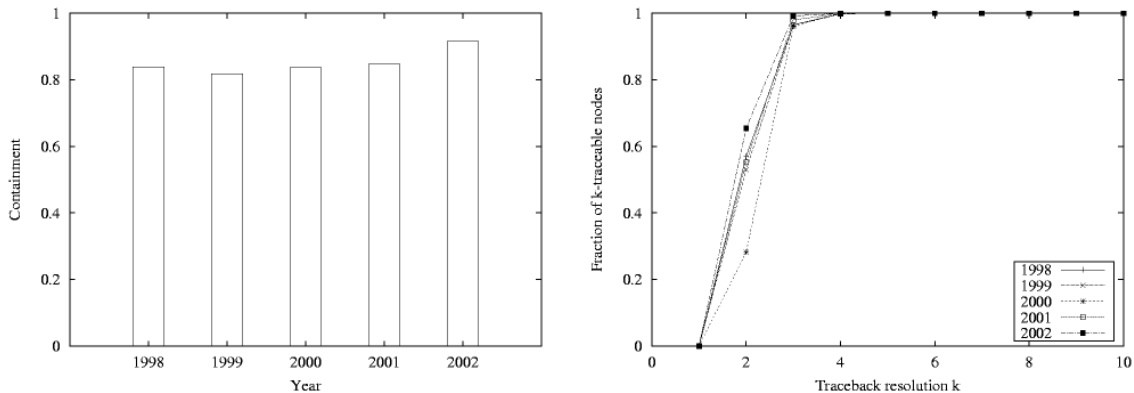 1
0.8
0.6
0.4
0.2
0
Containment
1998 1999 2000 2001 2002
Year
1
0.8
0.6
0.4
0.2
0
Fraction of k-traceable nodes
1998
1999
2000
2001
2002
0 2 4 6 8 10
Traceback resolution k